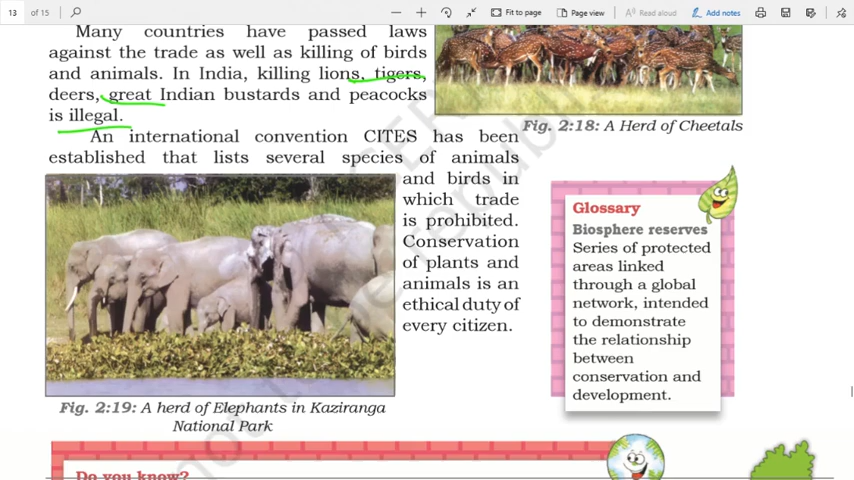 13 of 15
Fit to page
Page view
Read aloud
Add notes
Many countries have passed laws
against the trade as well as killing of birds
and animals. In India, killing lions, tigers,
deers, great Indian bustards and peacocks
is illegal.
Fig. 2:18: A Herd of Cheetals
An international convention CITES has been
established that lists several species of animals
and birds in
which trade
is prohibited.
Conservation
of plants and
animals is an
ethical duty of
every citizen.
Fig. 2:19: A herd of Elephants in Kaziranga
National Park
Glossary
Biosphere reserves
Series of protected
areas linked
through a global
network, intended
to demonstrate
the relationship
between
conservation and
development.
Do you know?